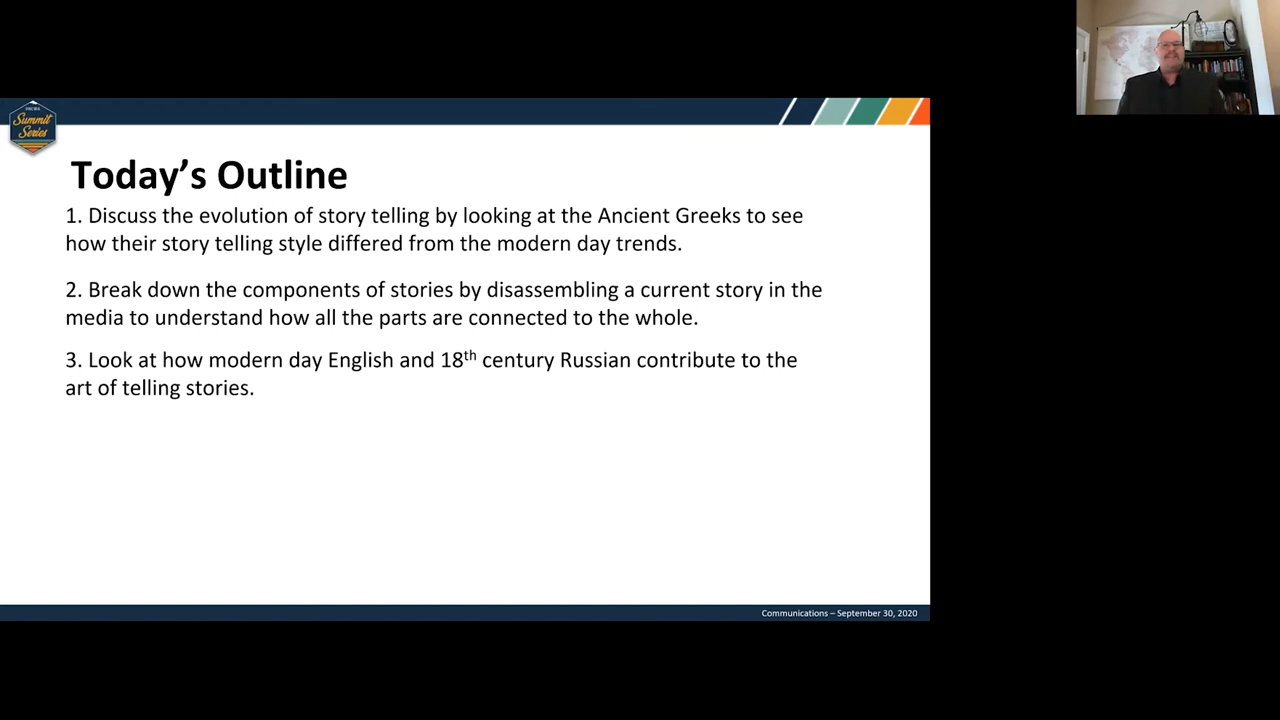 Summit
Series
Today’s Outline
1. Discuss the evolution of story telling by looking at the Ancient Greeks to see
how their story telling style differed from the modern day trends.
2. Break down the components of stories by disassembling a current story in the
media to understand how all the parts are connected to the whole.
3. Look at how modern day English and 18th century Russian contribute to the
art of telling stories.
Communications – September 30, 2020